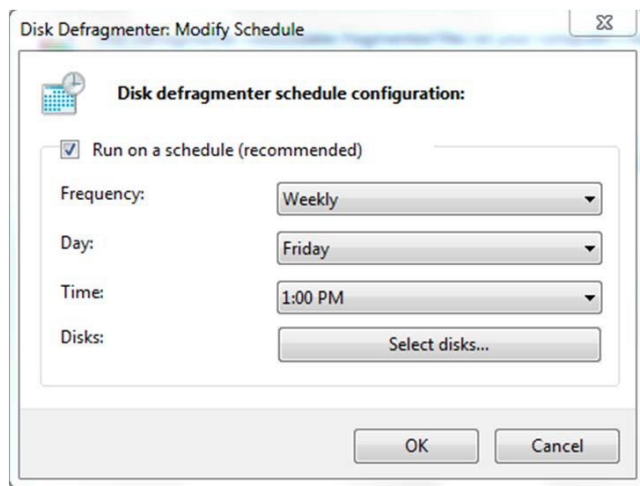 Disk Defragmenter: Modify Schedule
Disk defragmenter schedule configuration:
Run on a schedule (recommended)
Frequency: Weekly
Day: Friday
Time: 1:00 PM
Disks: Select disks...
OK Cancel